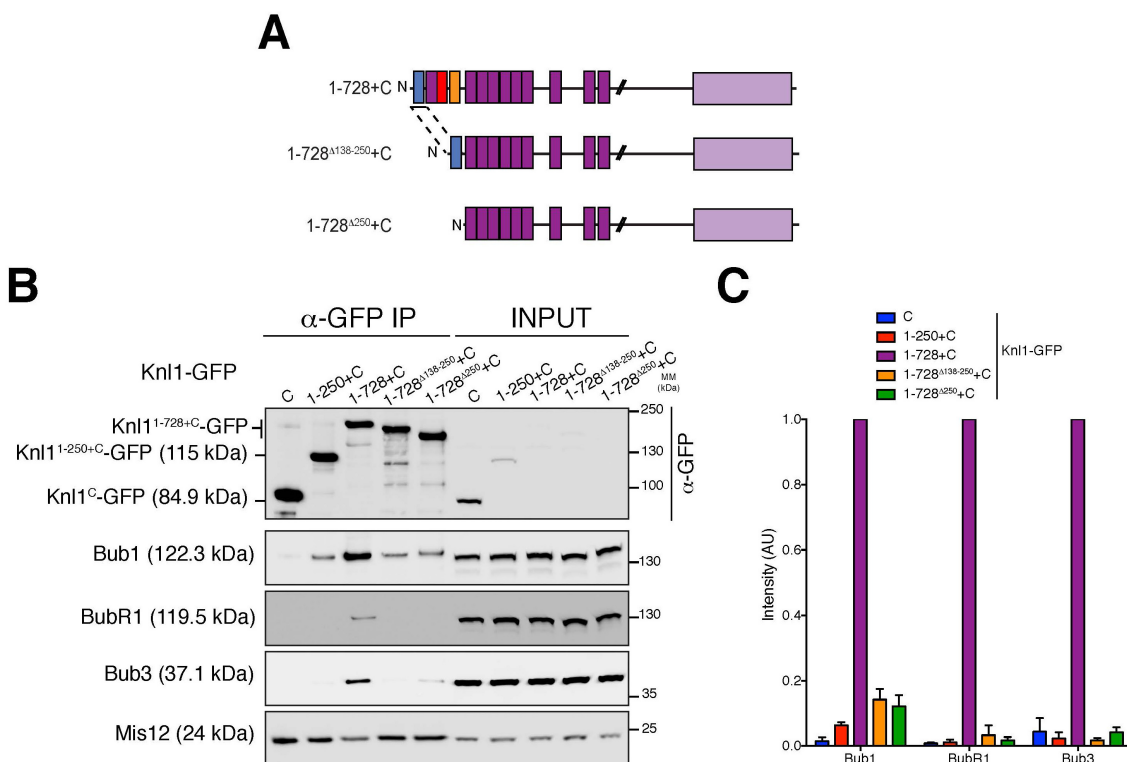 A
1-728+C N
1-728Δ138-250+C N
1-728Δ250+C N
B
α-GFP IP INPUT
Knl1-GFP
C 1-250+C 1-728+C 1-728Δ138-250+C 1-728Δ250+C C 1-250+C 1-728+C 1-728Δ138-250+C 1-728Δ250+C
MM
(kDa)
Knl11-728+C-GFP 250
Knl11-250+C-GFP (115 kDa) 130
Knl1C-GFP (84.9 kDa) 100
α-GFP
Bub1 (122.3 kDa) 130
BubR1 (119.5 kDa) 130
Bub3 (37.1 kDa) 35
Mis12 (24 kDa) 25
C
C
1-250+C
1-728+C
1-728Δ138-250+C
1-728Δ250+C
Knl1-GFP
Intensity (AU)
1.0
0.8
0.6
0.4
0.2
0.0
Bub1 BubR1 Bub3